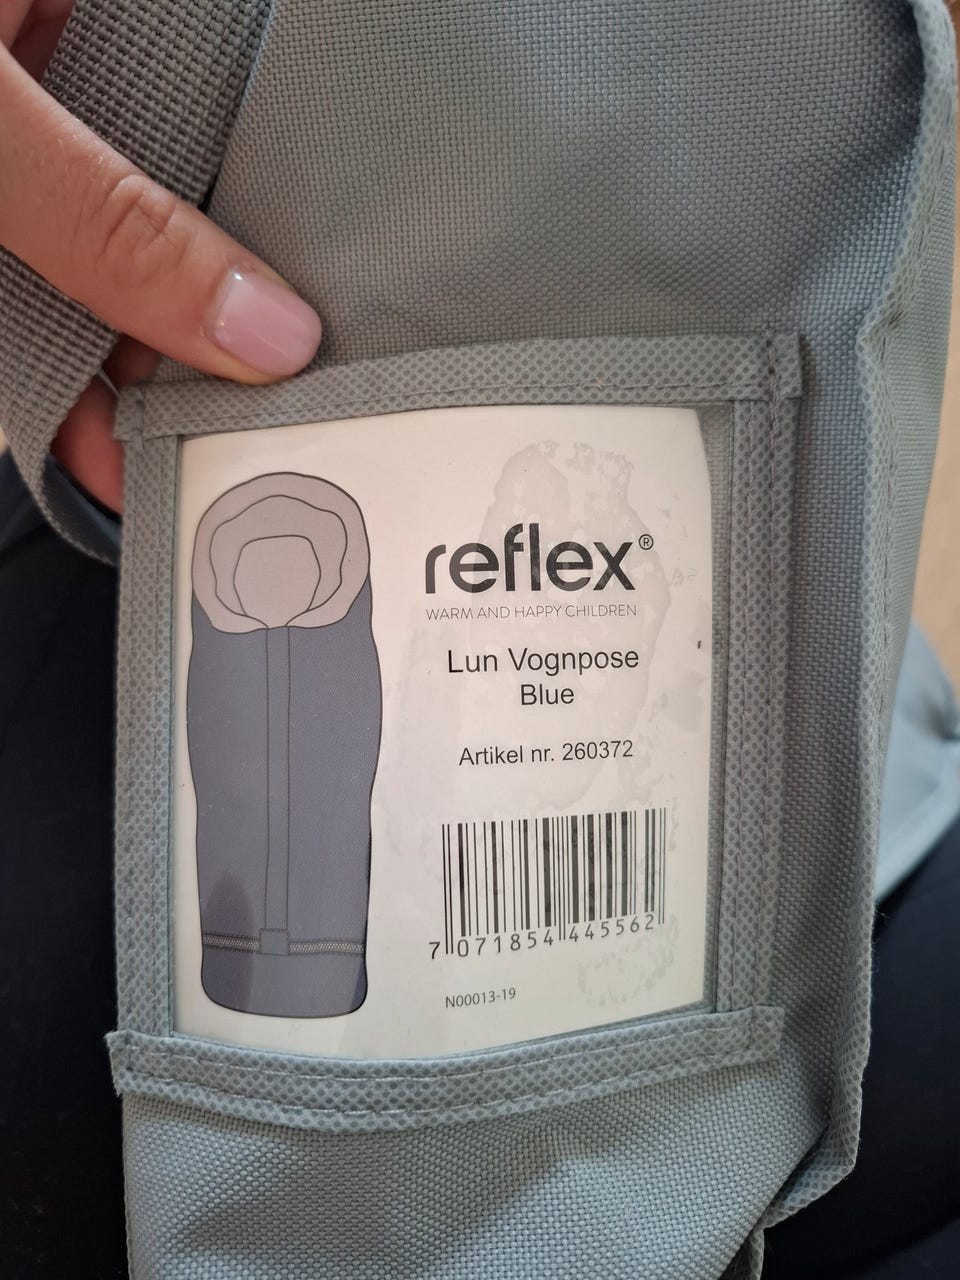 reflex®
WARM AND HAPPY CHILDREN
Lun Vognpose
Blue
Artikel nr. 260372
7 071854 445562
N00013-19